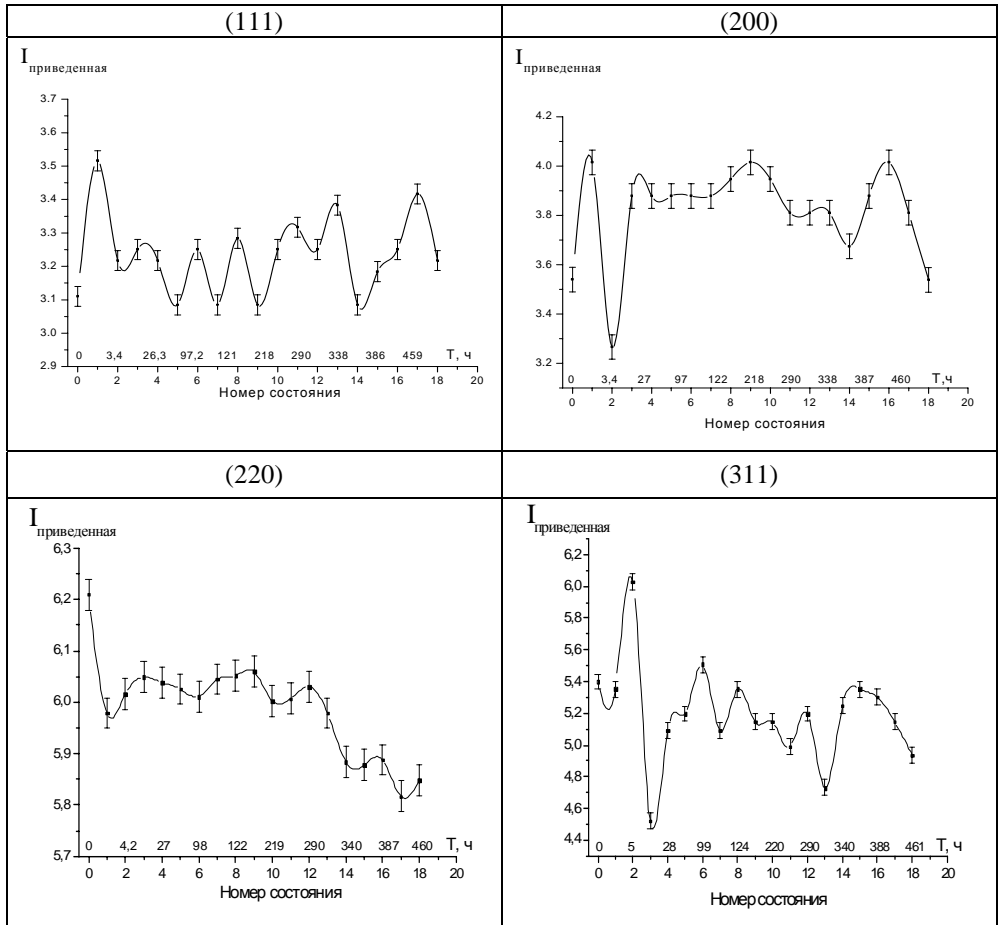 (111) (200)
I приведенная
3.7
3.6
3.5
3.4
3.3
3.2
3.1
3.0
2.9
0 3,4 26,3 97,2 121 218 290 338 386 459 Т, ч
0 2 4 6 8 10 12 14 16 18 20
Номер состояния
I приведенная
4.2
4.0
3.8
3.6
3.4
3.2
0 3,4 27 97 122 218 290 338 387 460 Т,ч
0 2 4 6 8 10 12 14 16 18 20
Номер состояния
(220) (311)
I приведенная
6,3
6,2
6,1
6,0
5,9
5,8
5,7
0 4,2 27 98 122 219 290 340 387 460 Т, ч
0 2 4 6 8 10 12 14 16 18 20
Номер состояния
I приведенная
6,2
6,0
5,8
5,6
5,4
5,2
5,0
4,8
4,6
4,4
0 5 28 99 124 220 290 340 388 461 Т, ч
0 2 4 6 8 10 12 14 16 18 20
Номер состояния